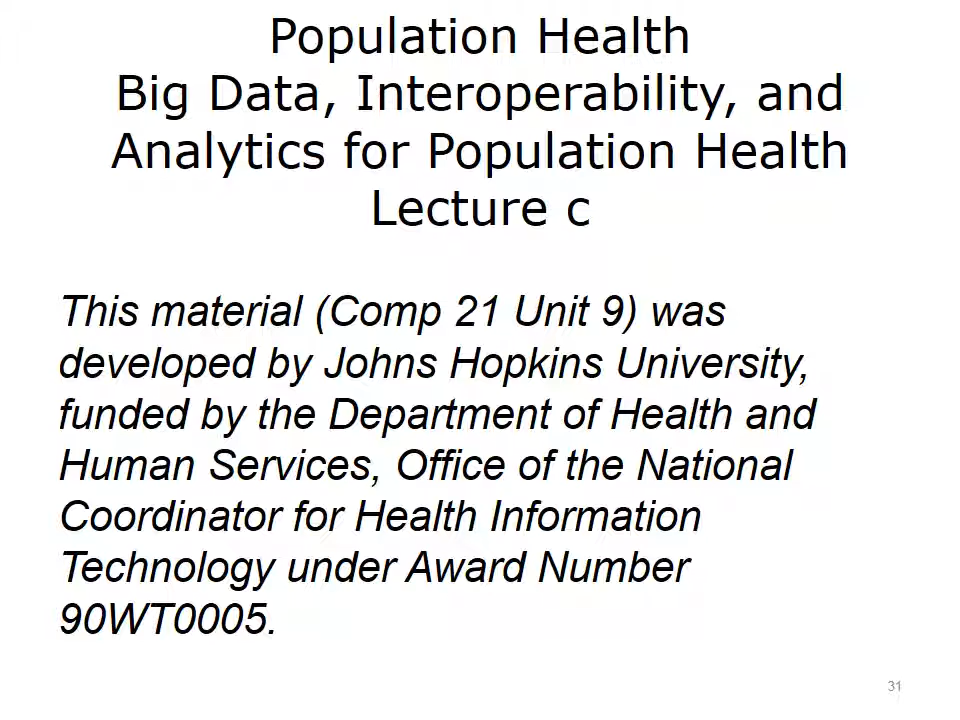 Population Health
Big Data, Interoperability, and
Analytics for Population Health
Lecture c
This material (Comp 21 Unit 9) was
developed by Johns Hopkins University,
funded by the Department of Health and
Human Services, Office of the National
Coordinator for Health Information
Technology under Award Number
90WT0005.
31